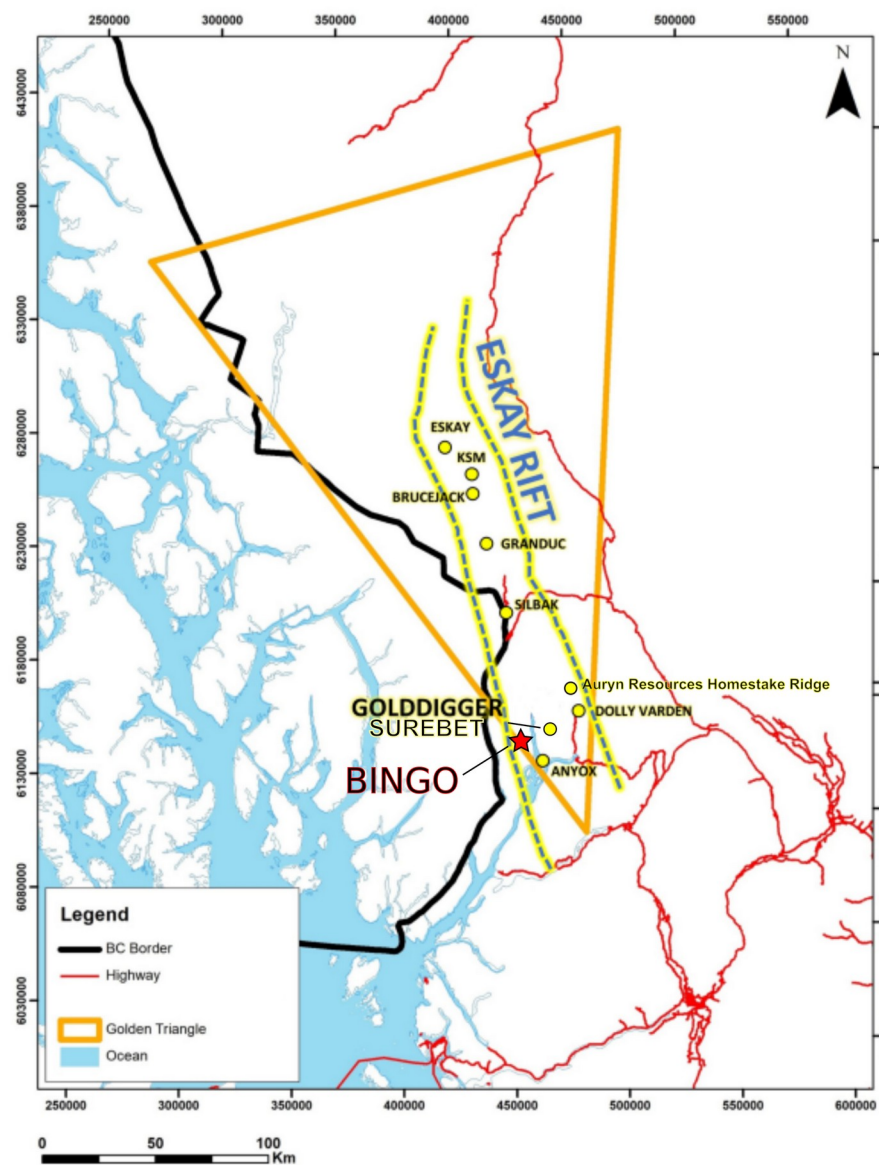 250000 300000 350000 400000 450000 500000 550000
N
6430000
6380000
6330000
6280000
6230000
6180000
6130000
6080000
6030000
ESKAY RIFT
ESKAY
KSM
BRUCEJACK
GRANDUC
SILBAK
Auryn Resources Homestake Ridge
GOLDDIGGER
DOLLY VARDEN
SUREBET
BINGO
ANYOX
Legend
BC Border
Highway
Golden Triangle
Ocean
250000 300000 350000 400000 450000 500000 550000 600000
0 50 100
Km